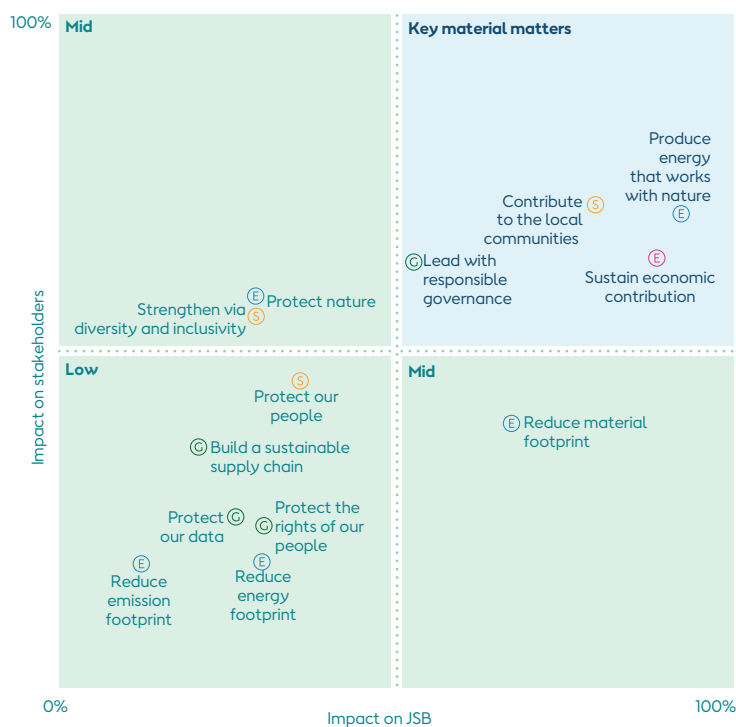 100%
Mid
Key material matters
Produce
energy
that works
with nature
E
Contribute
to the local
communities
S
G
Lead with
responsible
governance
E
Sustain economic
contribution
E
Protect nature
Strengthen via
diversity and inclusivity
S
Impact on stakeholders
Low
S
Protect our
people
G
Build a sustainable
supply chain
Protect
our data
G
G
Protect the
rights of our
people
E
Reduce
emission
footprint
E
Reduce
energy
footprint
Mid
E
Reduce material
footprint
0%
Impact on JSB
100%